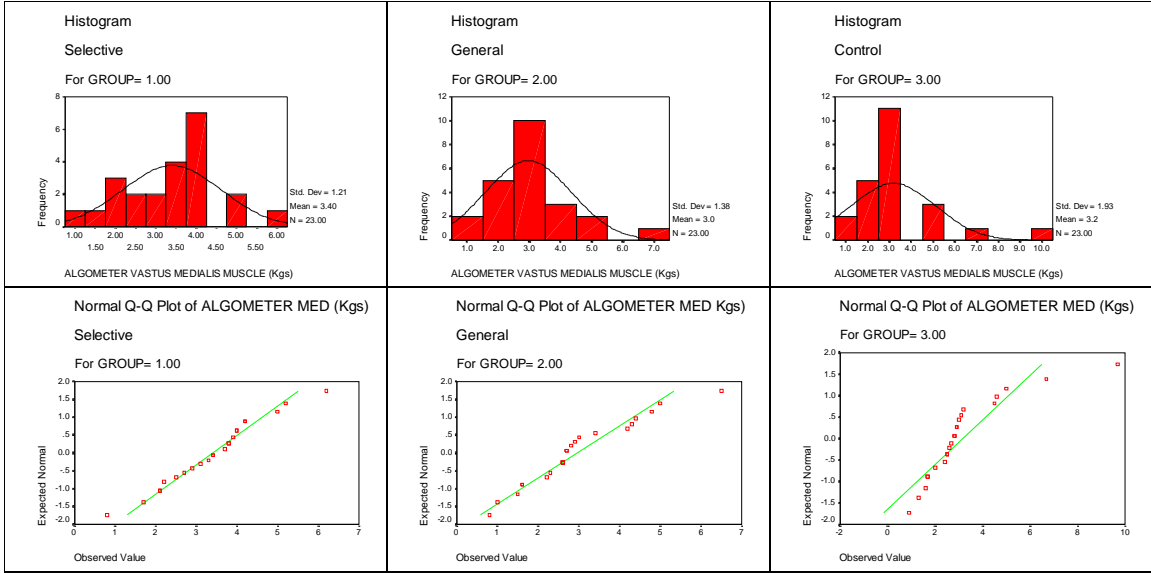 Histogram
Selective
For GROUP= 1.00
8
6
4
2
0
Frequency
1.00 2.00 3.00 4.00 5.00 6.00
1.50 2.50 3.50 4.50 5.50
Std. Dev = 1.21
Mean = 3.40
N = 23.00
ALGOMETER VASTUS MEDIALIS MUSCLE (Kgs)
Histogram
General
For GROUP= 2.00
12
10
8
6
4
2
0
Frequency
1.0 2.0 3.0 4.0 5.0 6.0 7.0
Std. Dev = 1.38
Mean = 3.0
N = 23.00
ALGOMETER VASTUS MEDIALIS MUSCLE (Kgs)
Histogram
Control
For GROUP= 3.00
12
10
8
6
4
2
0
Frequency
1.0 2.0 3.0 4.0 5.0 6.0 7.0 8.0 9.0 10.0
Std. Dev = 1.93
Mean = 3.2
N = 23.00
ALGOMETER VASTUS MEDIALIS MUSCLE (Kgs)
Normal Q-Q Plot of ALGOMETER MED (Kgs)
Selective
For GROUP= 1.00
2.0
1.5
1.0
.5
0.0
-.5
-1.0
-1.5
-2.0
Expected Normal
0 1 2 3 4 5 6 7
Observed Value
Normal Q-Q Plot of ALGOMETER MED Kgs)
General
For GROUP= 2.00
2.0
1.5
1.0
.5
0.0
-.5
-1.0
-1.5
-2.0
Expected Normal
0 1 2 3 4 5 6 7
Observed Value
Normal Q-Q Plot of ALGOMETER MED (Kgs)
For GROUP= 3.00
2.0
1.5
1.0
.5
0.0
-.5
-1.0
-1.5
-2.0
Expected Normal
-2 0 2 4 6 8 10
Observed Value